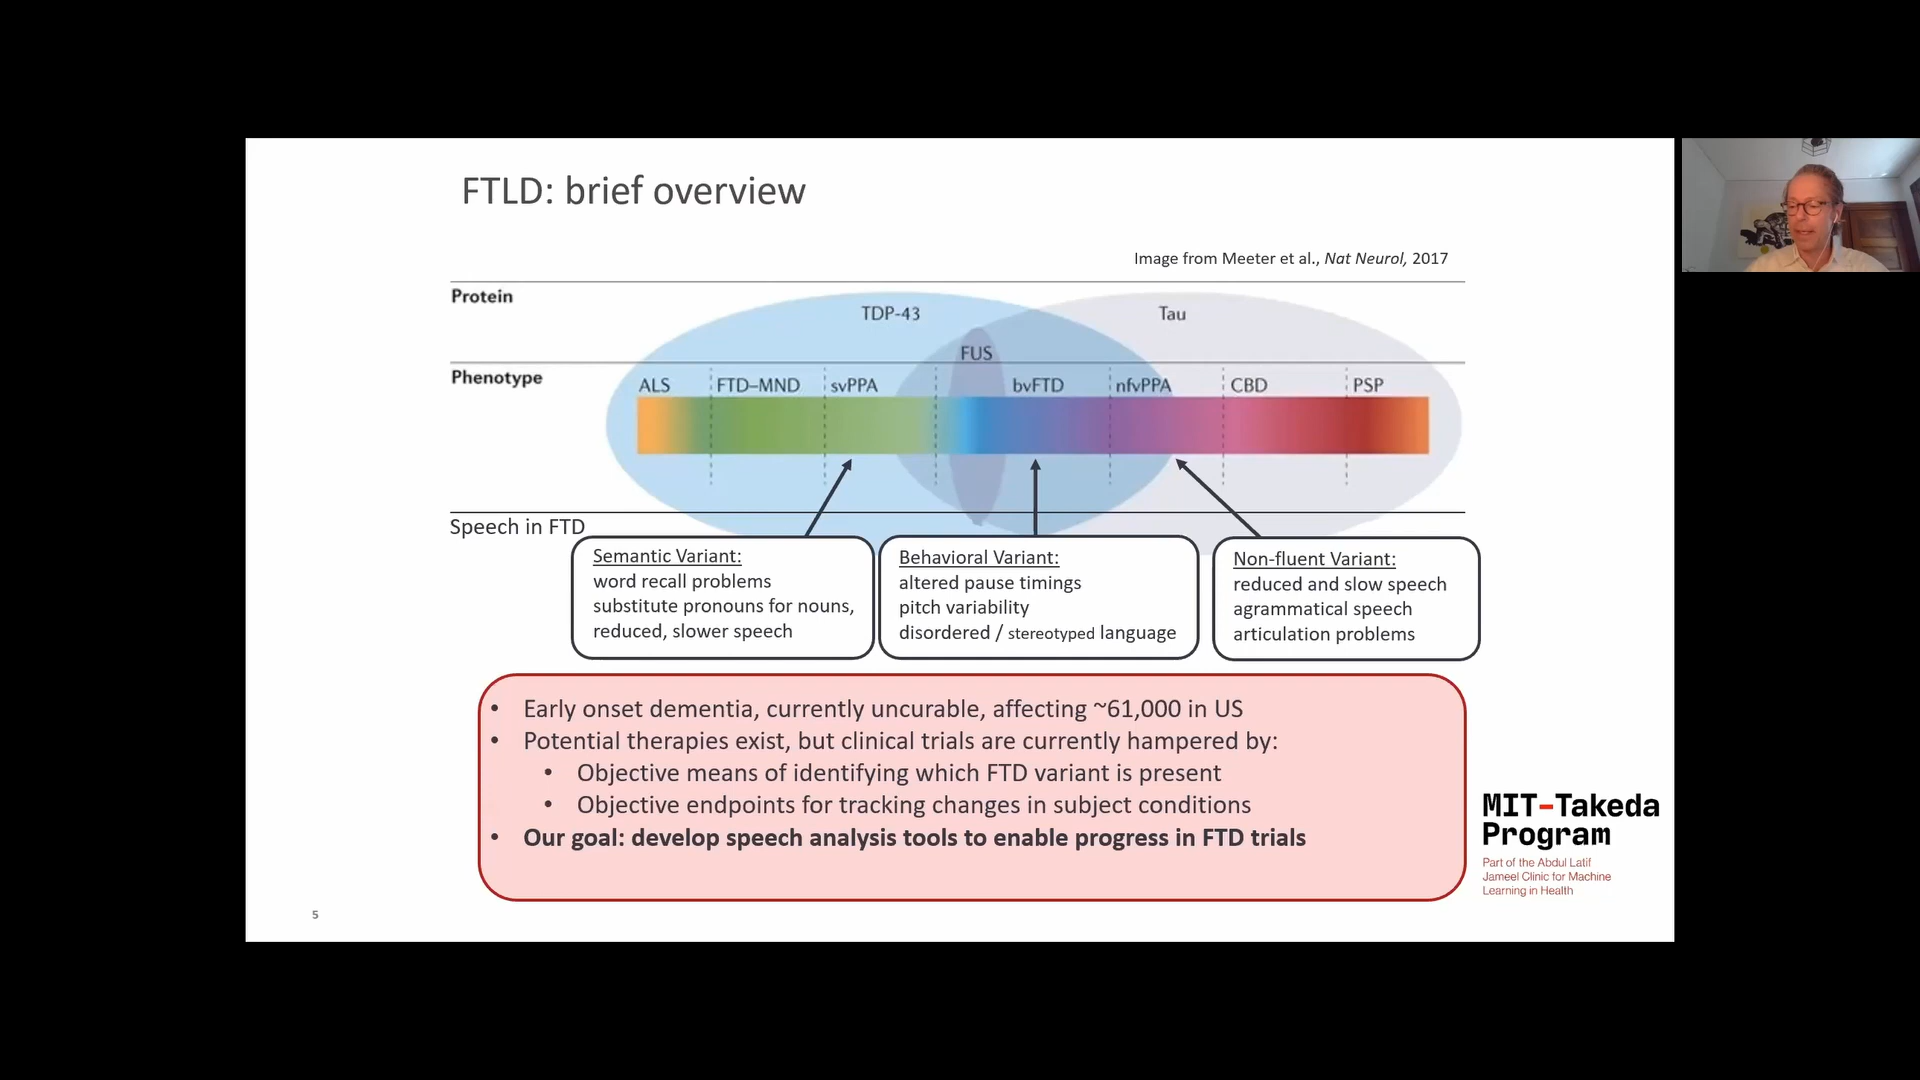 FTLD: brief overview
Image from Meeter et al., Nat Neurol, 2017
Protein
TDP-43
Tau
FUS
Phenotype
ALS
FTD–MND
svPPA
bvFTD
nfvPPA
CBD
PSP
Speech in FTD
Semantic Variant:
word recall problems
substitute pronouns for nouns,
reduced, slower speech
Behavioral Variant:
altered pause timings
pitch variability
disordered / stereotyped language
Non-fluent Variant:
reduced and slow speech
agrammatical speech
articulation problems
• Early onset dementia, currently uncurable, affecting ~61,000 in US
• Potential therapies exist, but clinical trials are currently hampered by:
• Objective means of identifying which FTD variant is present
• Objective endpoints for tracking changes in subject conditions
• Our goal: develop speech analysis tools to enable progress in FTD trials
MIT–Takeda
Program
Part of the Abdul Latif
Jameel Clinic for Machine
Learning in Health
5